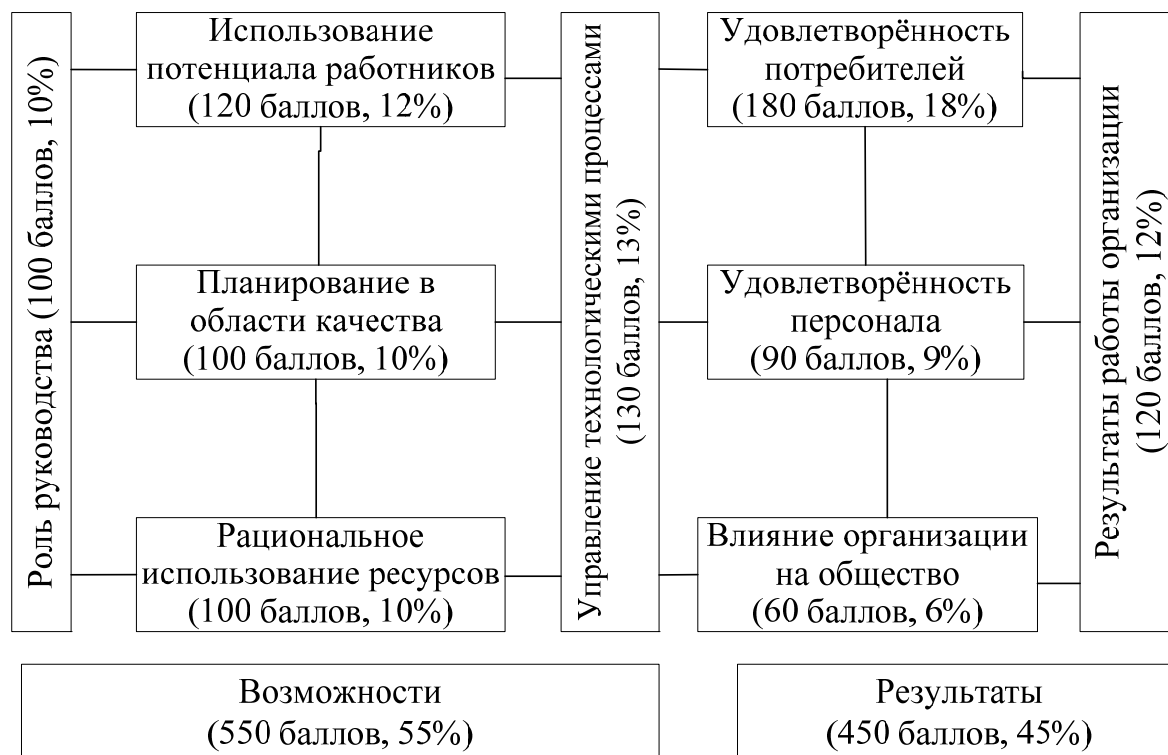 Роль руководства (100 баллов, 10%)
Использование
потенциала работников
(120 баллов, 12%)
Планирование в
области качества
(100 баллов, 10%)
Рациональное
использование ресурсов
(100 баллов, 10%)
Управление технологическими процессами
(130 баллов, 13%)
Удовлетворённость
потребителей
(180 баллов, 18%)
Удовлетворённость
персонала
(90 баллов, 9%)
Влияние организации
на общество
(60 баллов, 6%)
Результаты работы организации
(120 баллов, 12%)
Возможности
(550 баллов, 55%)
Результаты
(450 баллов, 45%)